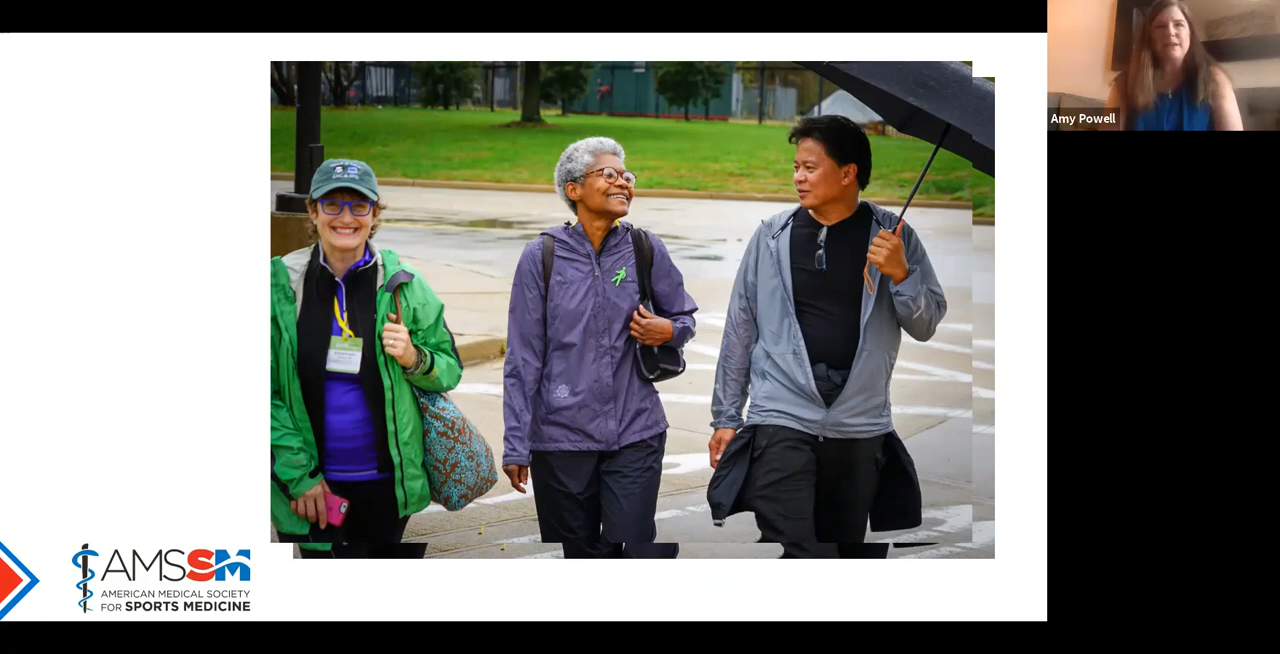 Amy Powell
AMSSM
AMERICAN MEDICAL SOCIETY
FOR SPORTS MEDICINE